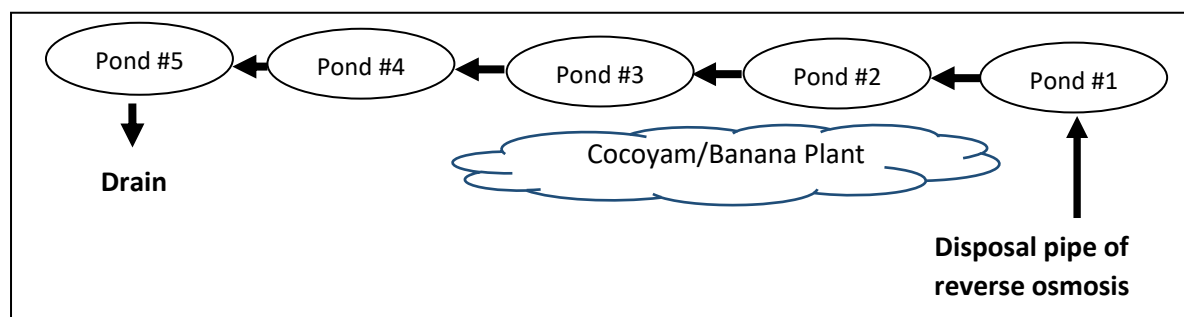 Pond #5
Pond #4
Pond #3
Pond #2
Pond #1
Cocoyam/Banana Plant
Drain
Disposal pipe of
reverse osmosis